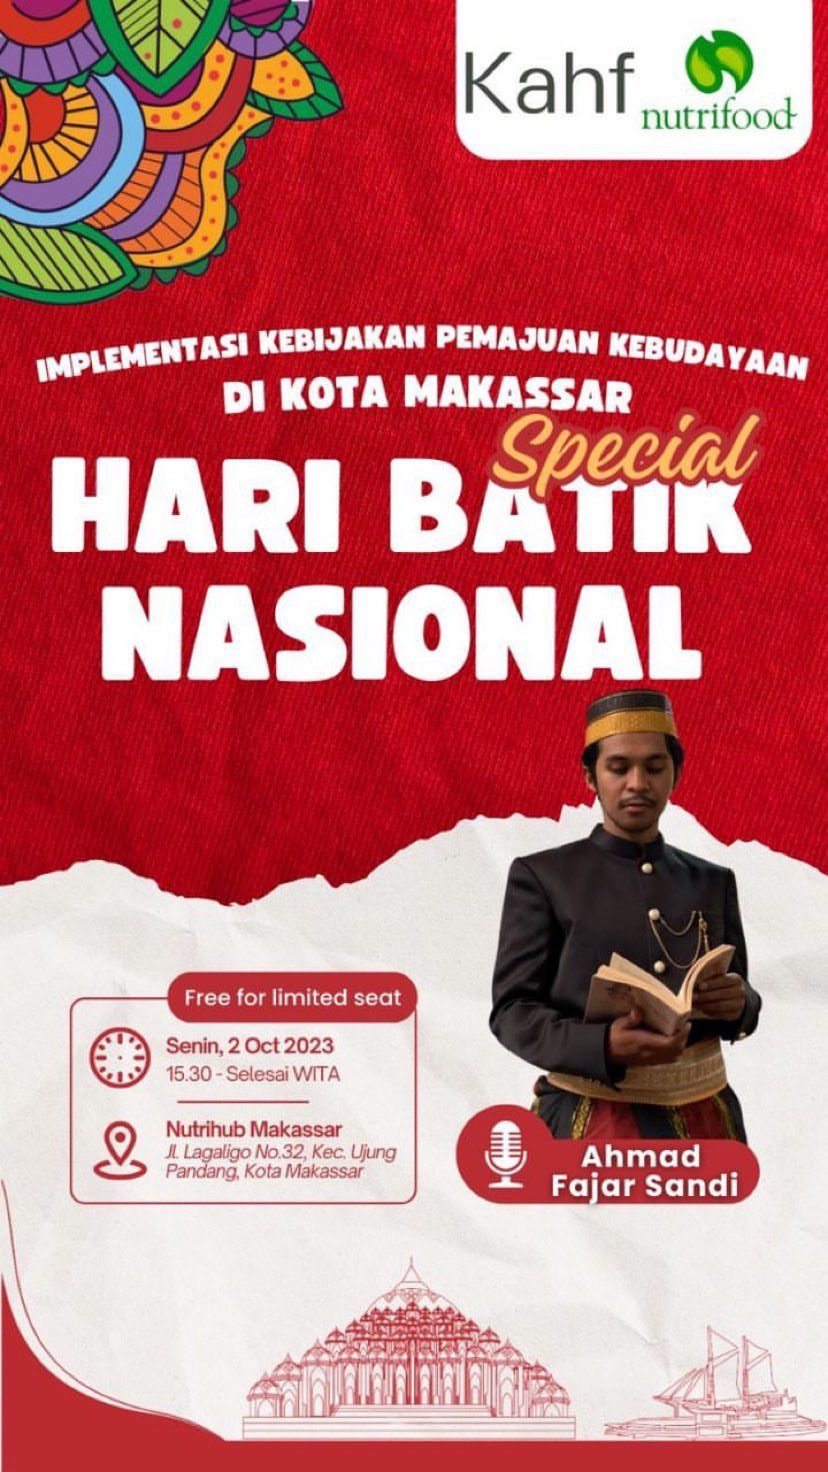 Kahf
nutrifood
IMPLEMENTASI KEBIJAKAN PEMAJUAN KEBUDAYAAN
DI KOTA MAKASSAR
Special
HARI BATIK
NASIONAL
Free for limited seat
Senin, 2 Oct 2023
15.30 - Selesai WITA
Nutrihub Makassar
Jl. Lagaligo No.32, Kec. Ujung
Pandang, Kota Makassar
Ahmad
Fajar Sandi